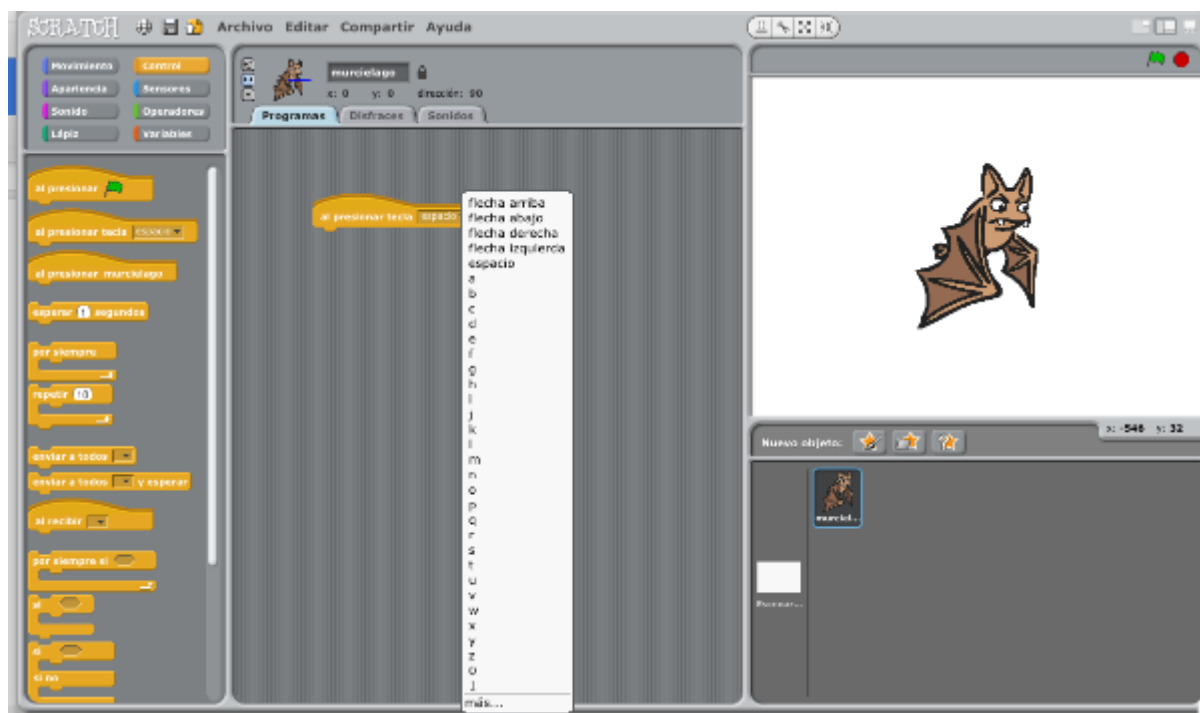 SCRATCH Archivo Editar Compartir Ayuda
Movimiento Control
Apariencia Sensores
Sonido Operadores
Lápiz Variables
murcielago
x: 0 y: 0 dirección: 90
Programas Disfraces Sonidos
al presionar
al presionar tecla espacio
al presionar murcielago
esperar 1 segundos
por siempre
repetir 10
enviar a todos
enviar a todos y esperar
al recibir
por siempre si
si
si
si no
al presionar tecla espacio
flecha arriba
flecha abajo
flecha derecha
flecha izquierda
espacio
a
b
c
d
e
f
g
h
i
j
k
l
m
n
o
p
q
r
s
t
u
v
w
x
y
z
0
1
más...
x: -546 y: 32
Nuevo objeto:
murciel...
Escenar...